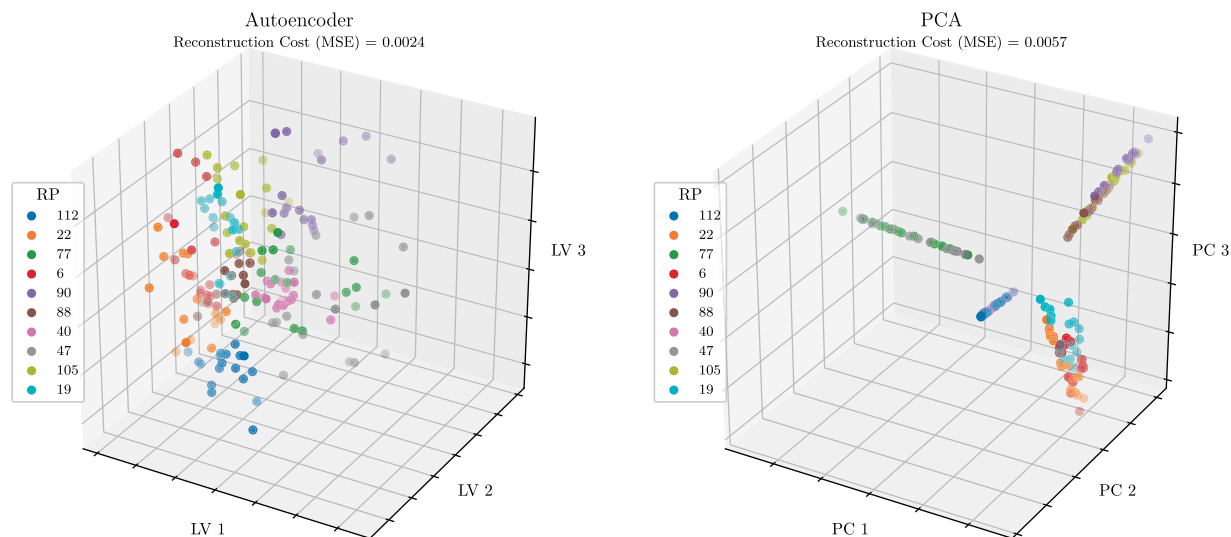 Autoencoder
Reconstruction Cost (MSE) = 0.0024
RP
112
22
77
6
90
88
40
47
105
19
LV 1
LV 2
LV 3
PCA
Reconstruction Cost (MSE) = 0.0057
RP
112
22
77
6
90
88
40
47
105
19
PC 1
PC 2
PC 3